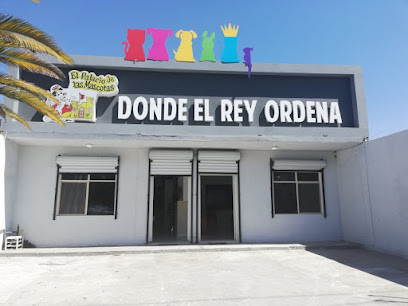 El Palacio de
las Mascotas
DONDE EL REY ORDENA